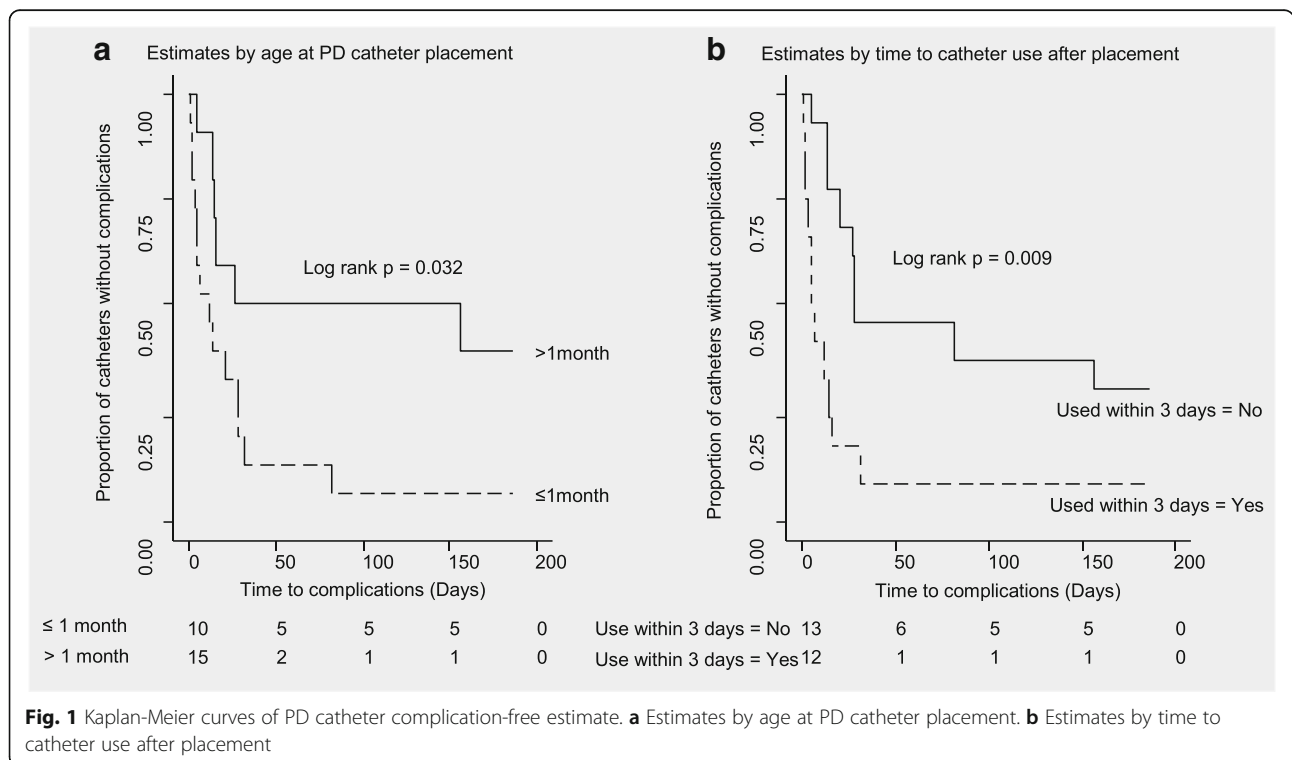 a Estimates by age at PD catheter placement
Proportion of catheters without complications
1.00
0.75
0.50
0.25
0.00
Log rank p = 0.032
>1month
≤1month
0 50 100 150 200
Time to complications (Days)
≤ 1 month 10 5 5 5 0
> 1 month 15 2 1 1 0
b Estimates by time to catheter use after placement
Proportion of catheters without complications
1.00
0.75
0.50
0.25
0.00
Log rank p = 0.009
Used within 3 days = No
Used within 3 days = Yes
0 50 100 150 200
Time to complications (Days)
Use within 3 days = No 13 6 5 5 0
Use within 3 days = Yes 12 1 1 1 0
Fig. 1 Kaplan-Meier curves of PD catheter complication-free estimate. a Estimates by age at PD catheter placement. b Estimates by time to
catheter use after placement